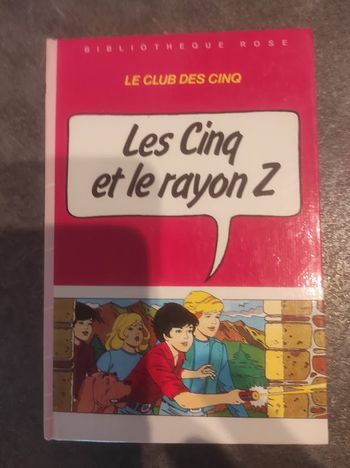 BIBLIOTHEQUE ROSE
LE CLUB DES CINQ
Les Cinq
et le rayon Z